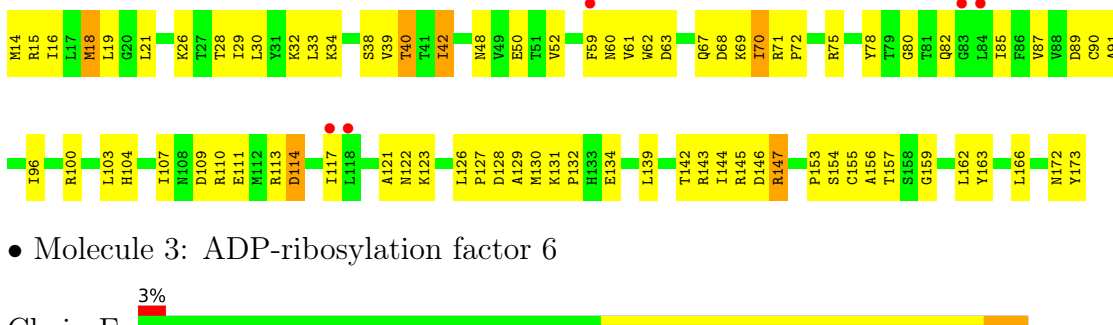 M14 R15 I16 L17 M18 L19 G20 L21 K26 T27 T28 I29 L30 Y31 K32 L33 K34 S38 V39 T40 T41 I42 N48 V49 E50 T51 V52 F59 N60 V61 W62 D63 Q67 D68 K69 I70 R71 P72 R75 Y78 T79 G80 T81 Q82 G83 L84 I85 F86 V87 V88 D89 C90 A91
I96 R100 L103 H104 I107 N108 D109 R110 E111 M112 R113 D114 I117 L118 A121 N122 K123 L126 P127 D128 A129 M130 K131 P132 H133 E134 L139 T142 R143 I144 R145 D146 R147 P153 S154 C155 A156 T157 S158 G159 L162 Y163 L166 N172 Y173
• Molecule 3: ADP-ribosylation factor 6
3%